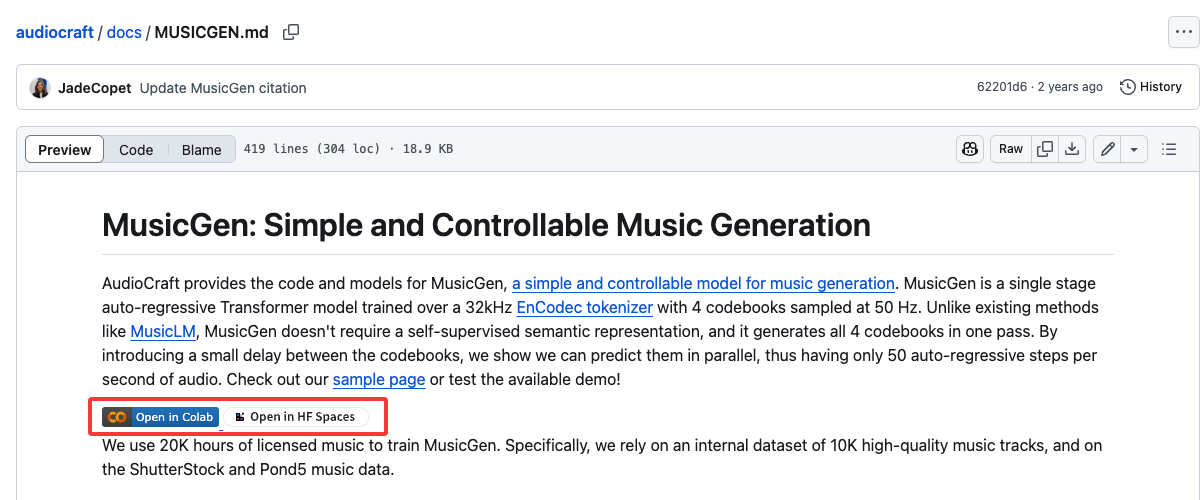 audiocraft / docs / MUSICGEN.md
JadeCopet Update MusicGen citation 62201d6 · 2 years ago History
Preview Code Blame 419 lines (304 loc) · 18.9 KB Raw
MusicGen: Simple and Controllable Music Generation
AudioCraft provides the code and models for MusicGen, a simple and controllable model for music generation. MusicGen is a single stage
auto-regressive Transformer model trained over a 32kHz EnCodec tokenizer with 4 codebooks sampled at 50 Hz. Unlike existing methods
like MusicLM, MusicGen doesn't require a self-supervised semantic representation, and it generates all 4 codebooks in one pass. By
introducing a small delay between the codebooks, we show we can predict them in parallel, thus having only 50 auto-regressive steps per
second of audio. Check out our sample page or test the available demo!
Open in Colab Open in HF Spaces
We use 20K hours of licensed music to train MusicGen. Specifically, we rely on an internal dataset of 10K high-quality music tracks, and on
the ShutterStock and Pond5 music data.